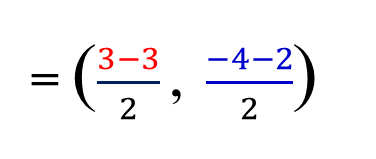 = (3−3/2 , −4−2/2)